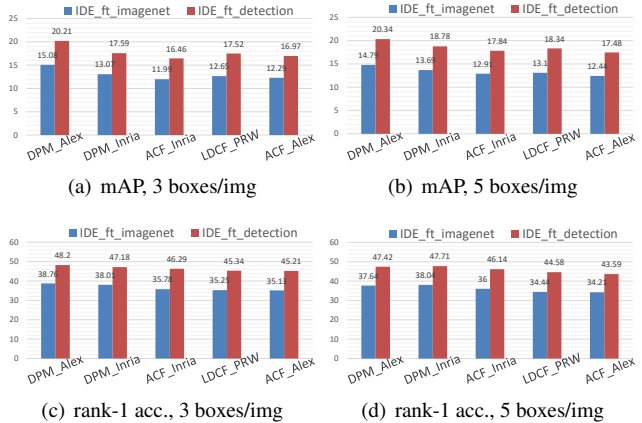 IDE_ft_imagenet IDE_ft_detection
25
20
15
10
5
0
15.08 20.21 13.07 17.59 11.99 16.46 12.65 17.52 12.29 16.97
DPM_Alex DPM_Inria ACF_Inria LDCF_PRW ACF_Alex
(a) mAP, 3 boxes/img
IDE_ft_imagenet IDE_ft_detection
25
20
15
10
5
0
14.79 20.34 13.69 18.78 12.91 17.84 13.1 18.34 12.44 17.48
DPM_Alex DPM_Inria ACF_Inria LDCF_PRW ACF_Alex
(b) mAP, 5 boxes/img
IDE_ft_imagenet IDE_ft_detection
60
50
40
30
20
10
0
38.76 48.2 38.01 47.18 35.78 46.29 35.25 45.34 35.13 45.21
DPM_Alex DPM_Inria ACF_Inria LDCF_PRW ACF_Alex
(c) rank-1 acc., 3 boxes/img
IDE_ft_imagenet IDE_ft_detection
60
50
40
30
20
10
0
37.64 47.42 38.04 47.71 36 46.14 34.44 44.58 34.21 43.59
DPM_Alex DPM_Inria ACF_Inria LDCF_PRW ACF_Alex
(d) rank-1 acc., 5 boxes/img